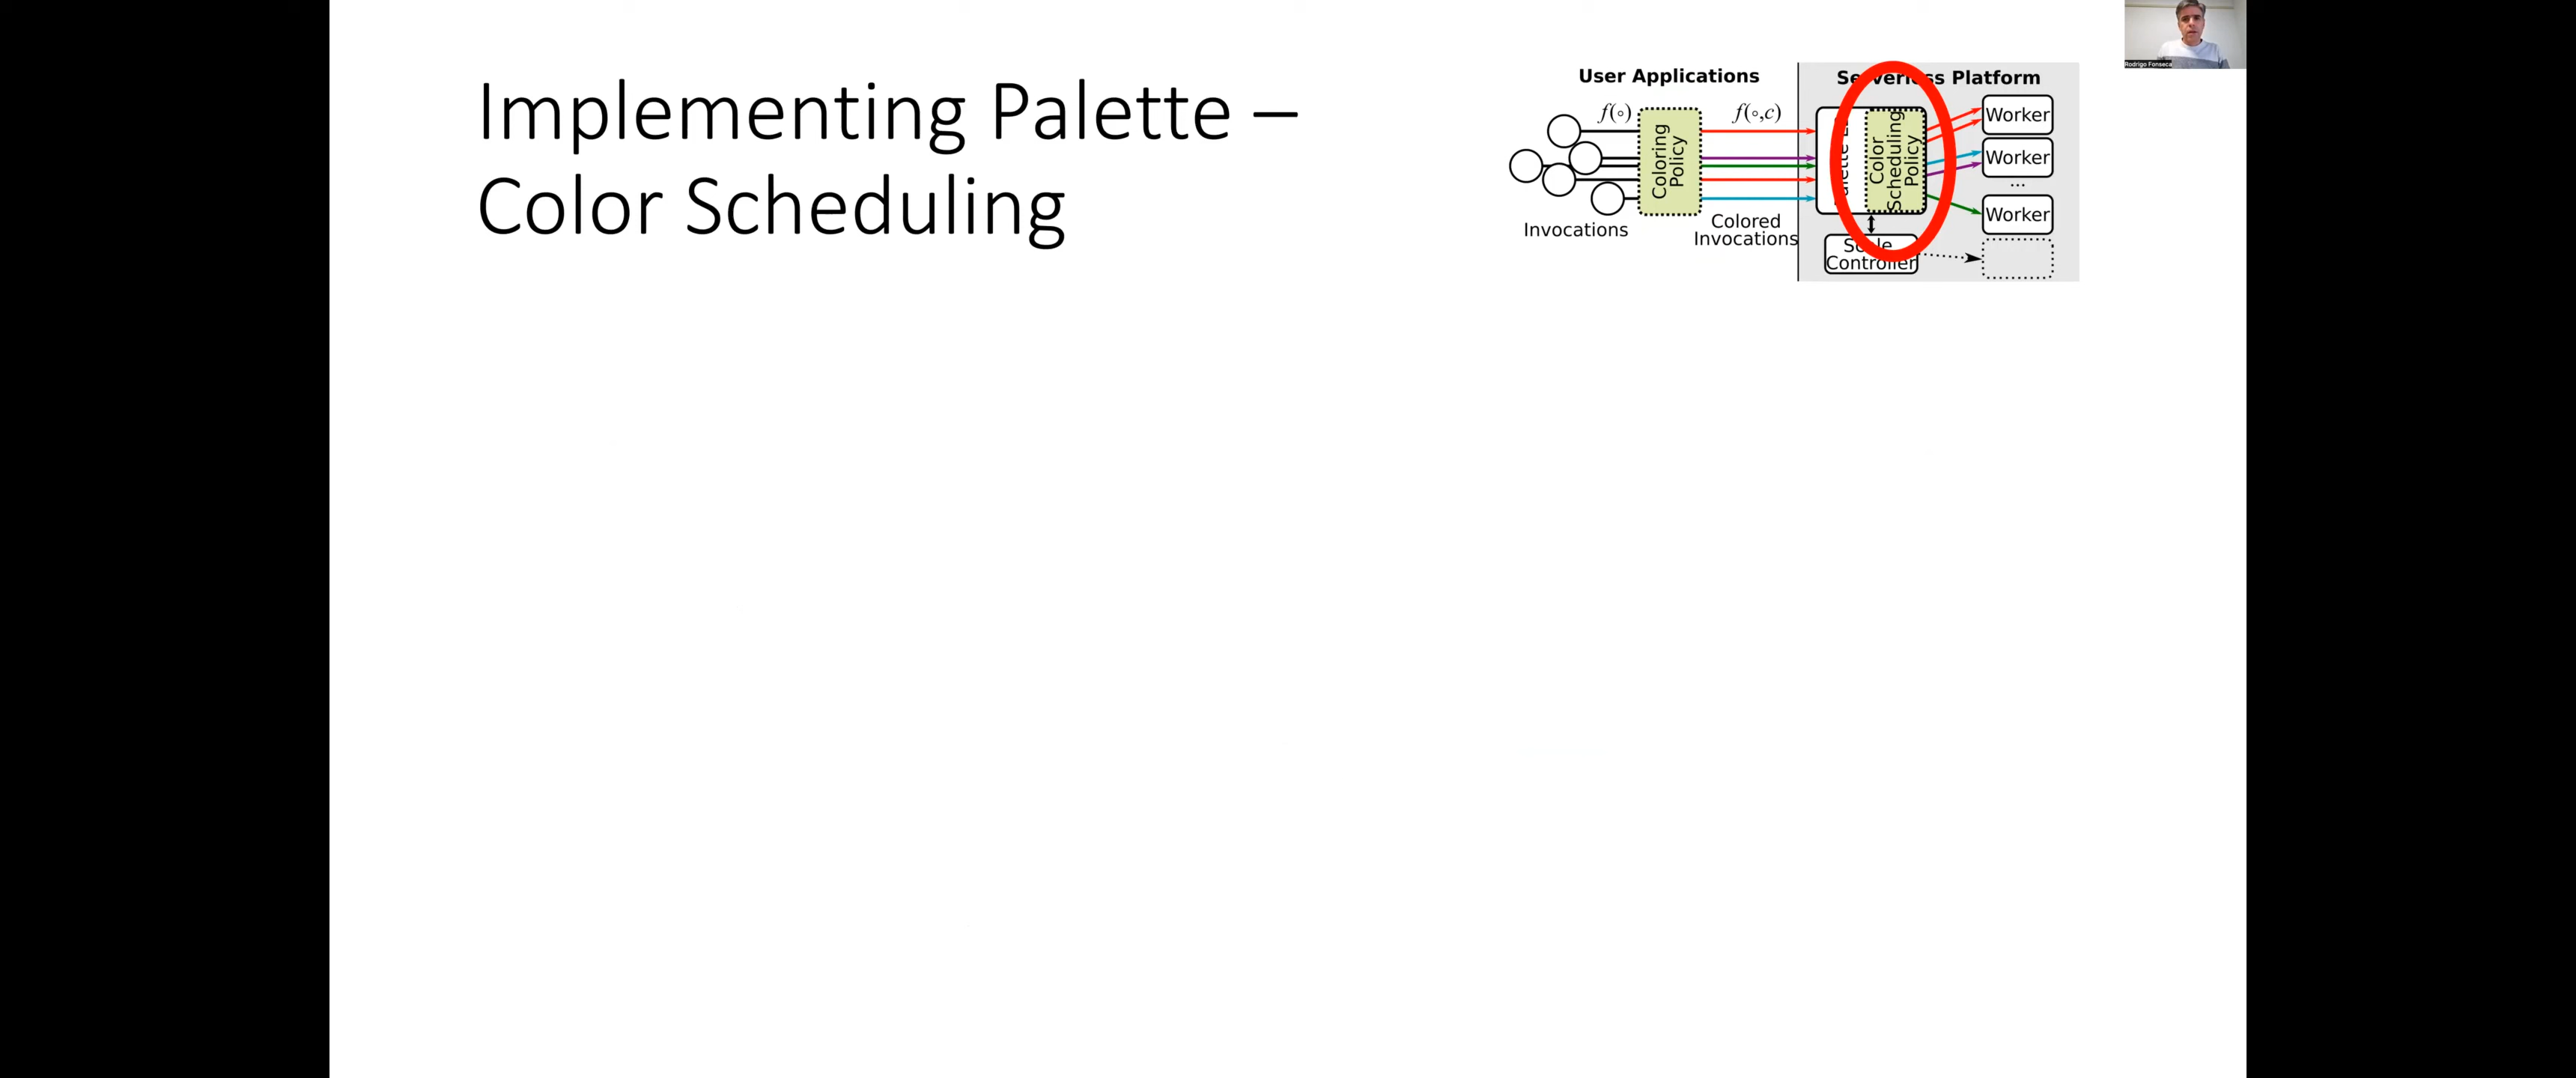 Implementing Palette –
Color Scheduling
User Applications
Serverless Platform
f(∘)
f(∘,c)
Coloring
Policy
Color
Scheduling
Policy
Worker
Worker
...
Worker
Invocations
Colored
Invocations
Scale
Controller
Rodrigo Fonseca